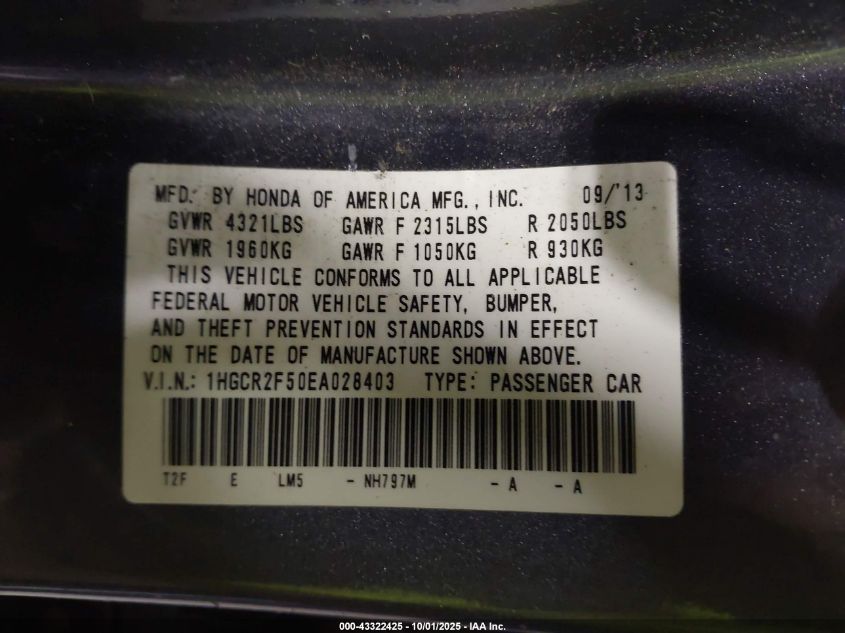 MFD. BY HONDA OF AMERICA MFG., INC. 09/'13
GVWR 4321LBS GAWR F 2315LBS R 2050LBS
GVWR 1960KG GAWR F 1050KG R 930KG
THIS VEHICLE CONFORMS TO ALL APPLICABLE
FEDERAL MOTOR VEHICLE SAFETY, BUMPER,
AND THEFT PREVENTION STANDARDS IN EFFECT
ON THE DATE OF MANUFACTURE SHOWN ABOVE.
V.I.N.: 1HGCR2F50EA028403 TYPE: PASSENGER CAR
T2F E LM5 - NH797M - A - A
000-43322425 - 10/01/2025 - IAA Inc.